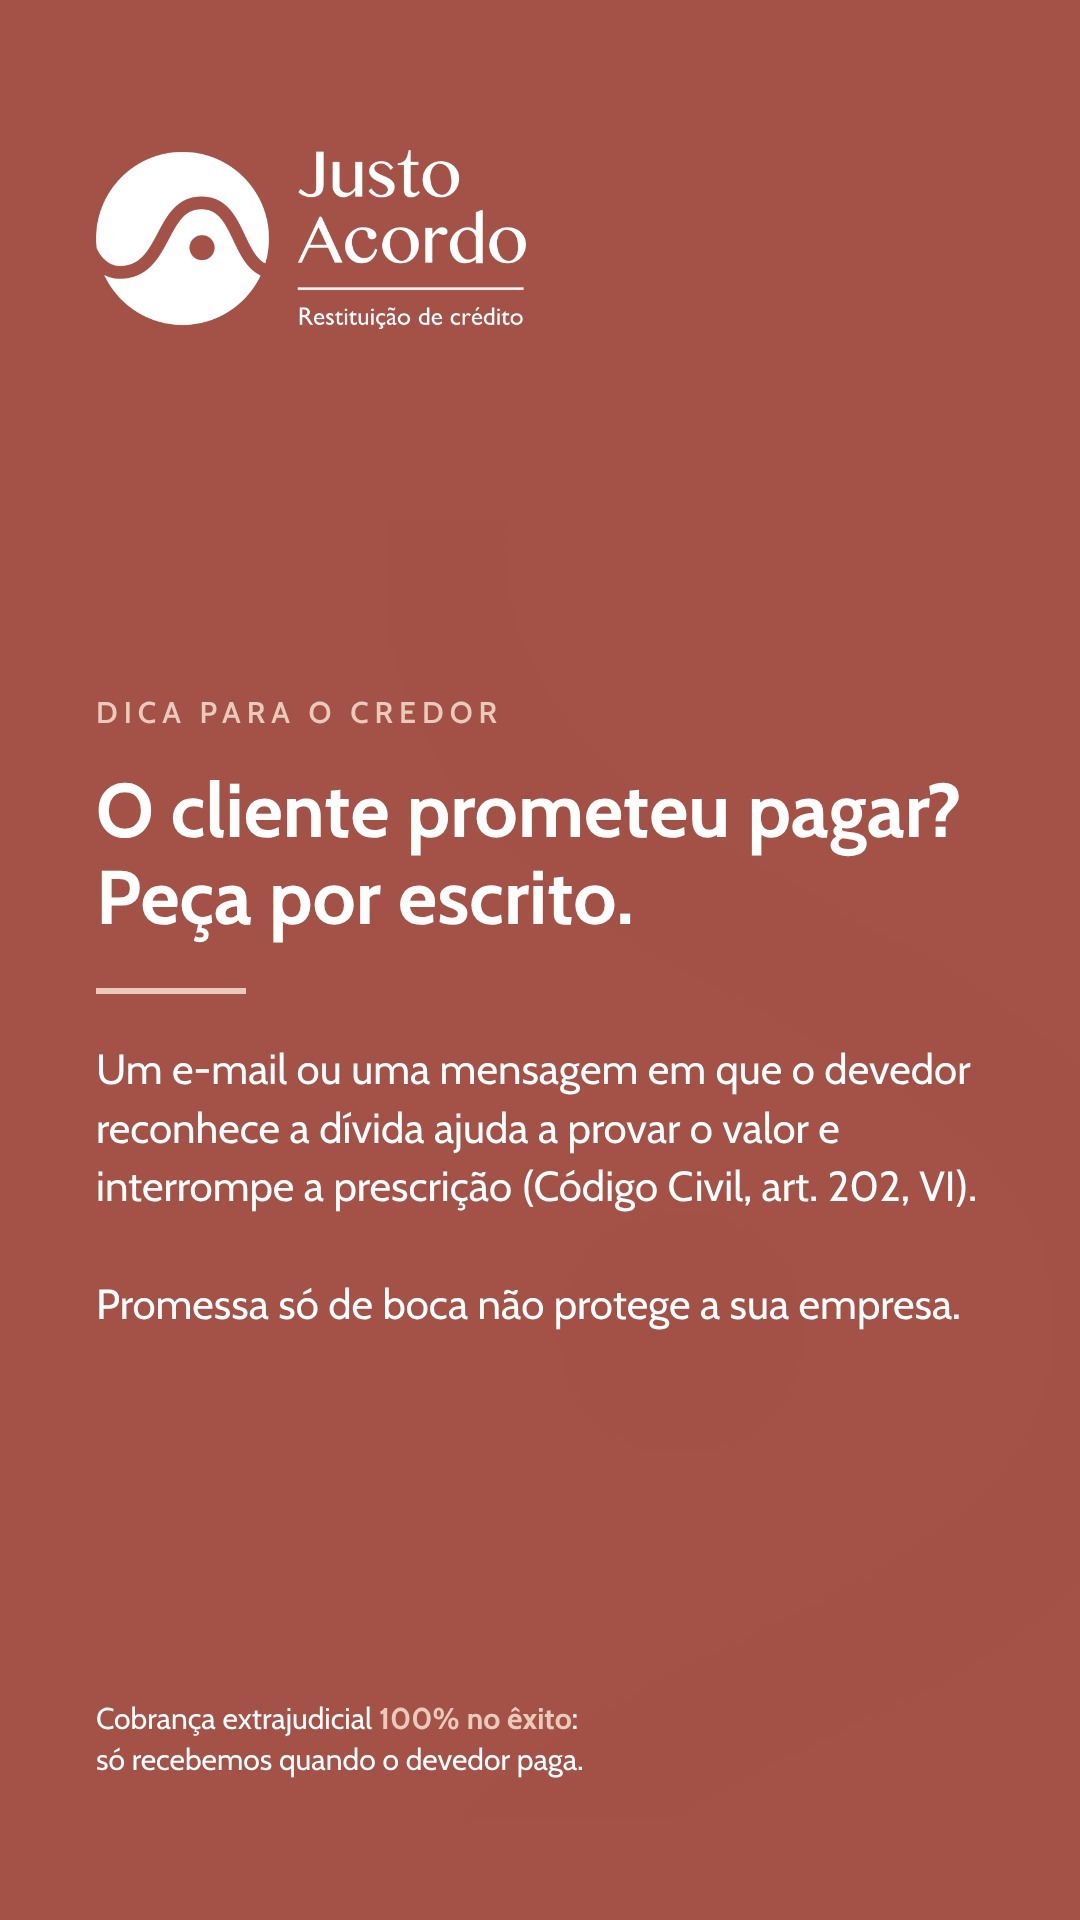 Justo
Acordo
Restituição de crédito
DICA PARA O CREDOR
O cliente prometeu pagar?
Peça por escrito.
Um e-mail ou uma mensagem em que o devedor
reconhece a dívida ajuda a provar o valor e
interrompe a prescrição (Código Civil, art. 202, VI).
Promessa só de boca não protege a sua empresa.
Cobrança extrajudicial 100% no êxito:
só recebemos quando o devedor paga.